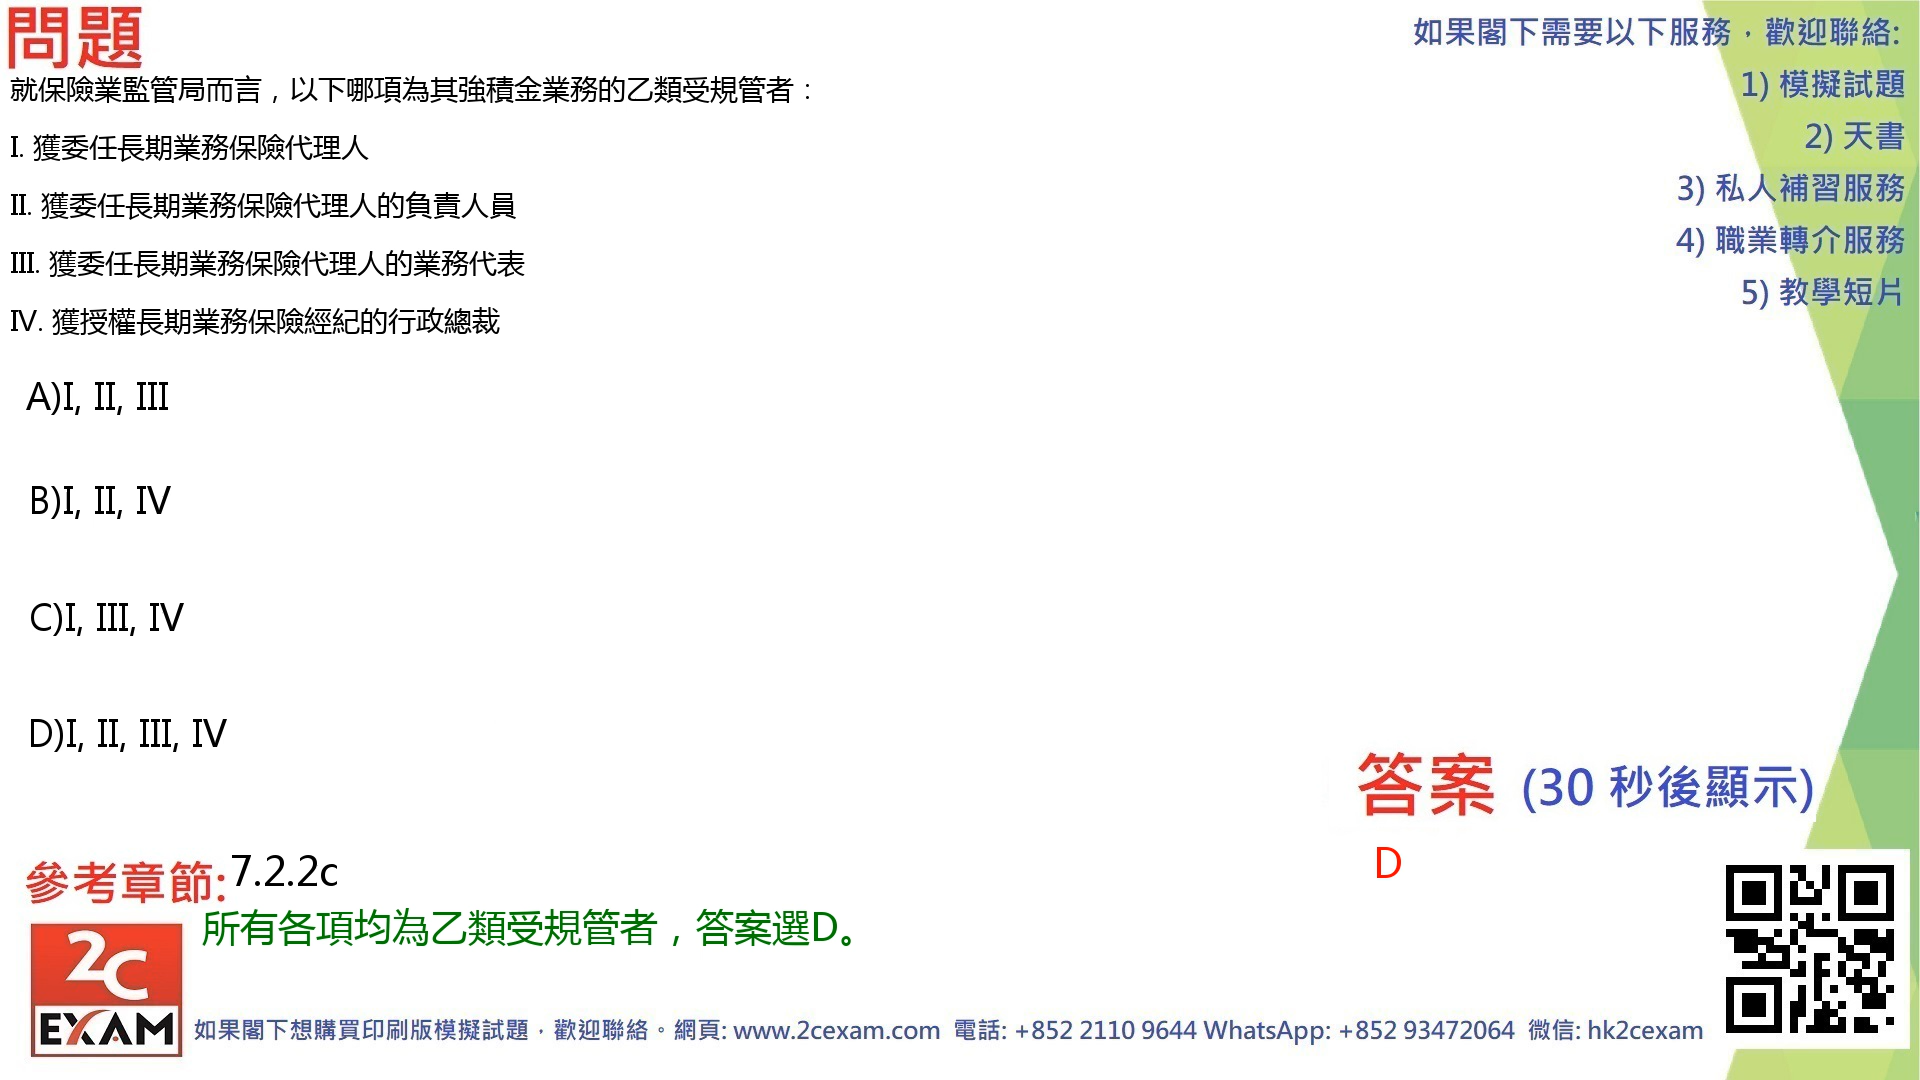 問題
如果閣下需要以下服務，歡迎聯絡:
就保險業監管局而言，以下哪項為其強積金業務的乙類受規管者：
1) 模擬試題
I. 獲委任長期業務保險代理人
2) 天書
II. 獲委任長期業務保險代理人的負責人員
3) 私人補習服務
III. 獲委任長期業務保險代理人的業務代表
4) 職業轉介服務
IV. 獲授權長期業務保險經紀的行政總裁
5) 教學短片
A)I, II, III
B)I, II, IV
C)I, III, IV
D)I, II, III, IV
答案 (30 秒後顯示)
D
參考章節:7.2.2c
所有各項均為乙類受規管者，答案選D。
2C
EXAM
如果閣下想購買印刷版模擬試題，歡迎聯絡。網頁: www.2cexam.com 電話: +852 2110 9644 WhatsApp: +852 93472064 微信: hk2cexam